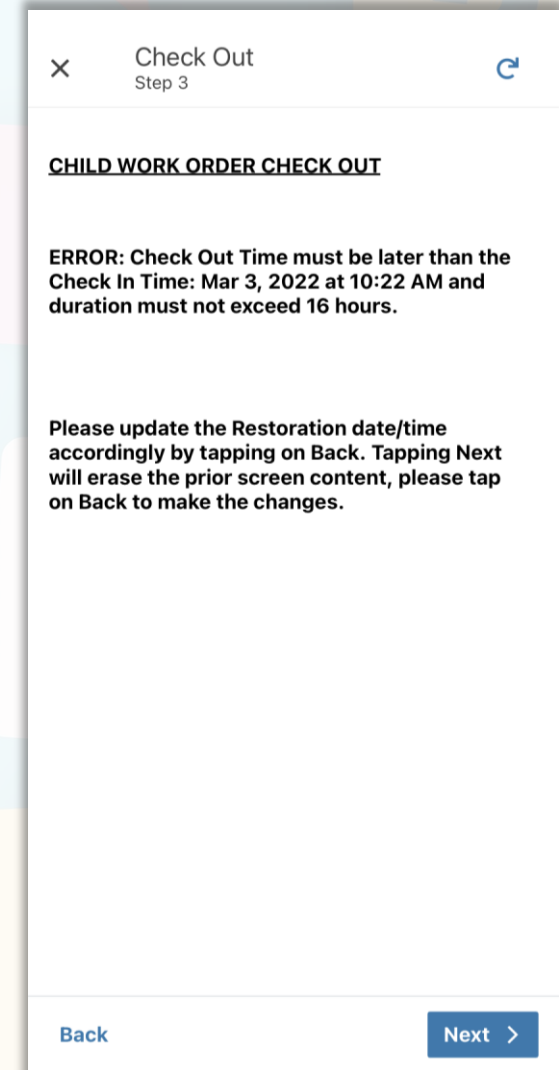 Check Out
Step 3
CHILD WORK ORDER CHECK OUT
ERROR: Check Out Time must be later than the
Check In Time: Mar 3, 2022 at 10:22 AM and
duration must not exceed 16 hours.
Please update the Restoration date/time
accordingly by tapping on Back. Tapping Next
will erase the prior screen content, please tap
on Back to make the changes.
Back
Next